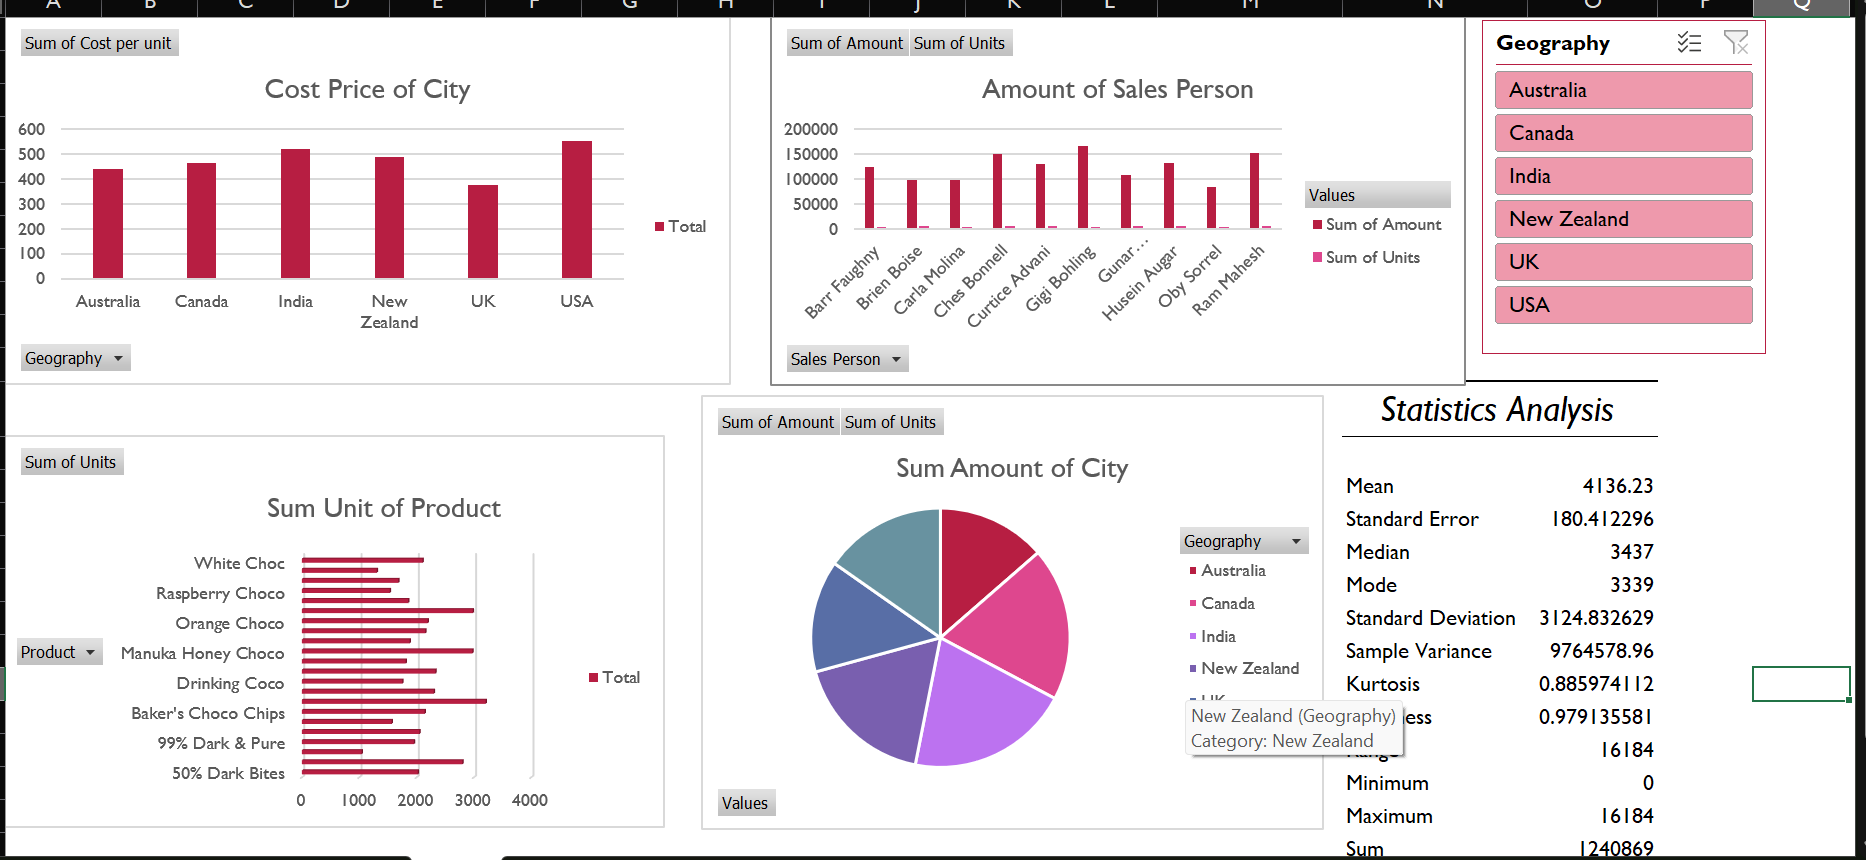 A B C D E F G H I J K L M N O P Q
Sum of Cost per unit
Cost Price of City
600
500
400
300
200
100
0
Australia Canada India New Zealand UK USA
Total
Geography
Sum of Amount Sum of Units
Amount of Sales Person
200000
150000
100000
50000
0
Barr Faughny
Brien Boise
Carla Molina
Ches Bonnell
Curtice Advani
Gigi Bohling
Gunar...
Husein Augar
Oby Sorrel
Ram Mahesh
Values
Sum of Amount
Sum of Units
Sales Person
Geography
Australia
Canada
India
New Zealand
UK
USA
Sum of Units
Sum Unit of Product
White Choc
Raspberry Choco
Orange Choco
Manuka Honey Choco
Drinking Coco
Baker's Choco Chips
99% Dark & Pure
50% Dark Bites
0 1000 2000 3000 4000
Product
Total
Sum of Amount Sum of Units
Sum Amount of City
Geography
Australia
Canada
India
New Zealand
UK
New Zealand (Geography)
Category: New Zealand
Values
Statistics Analysis
Mean 4136.23
Standard Error 180.412296
Median 3437
Mode 3339
Standard Deviation 3124.832629
Sample Variance 9764578.96
Kurtosis 0.885974112
ess 0.979135581
Range 16184
Minimum 0
Maximum 16184
Sum 1240869